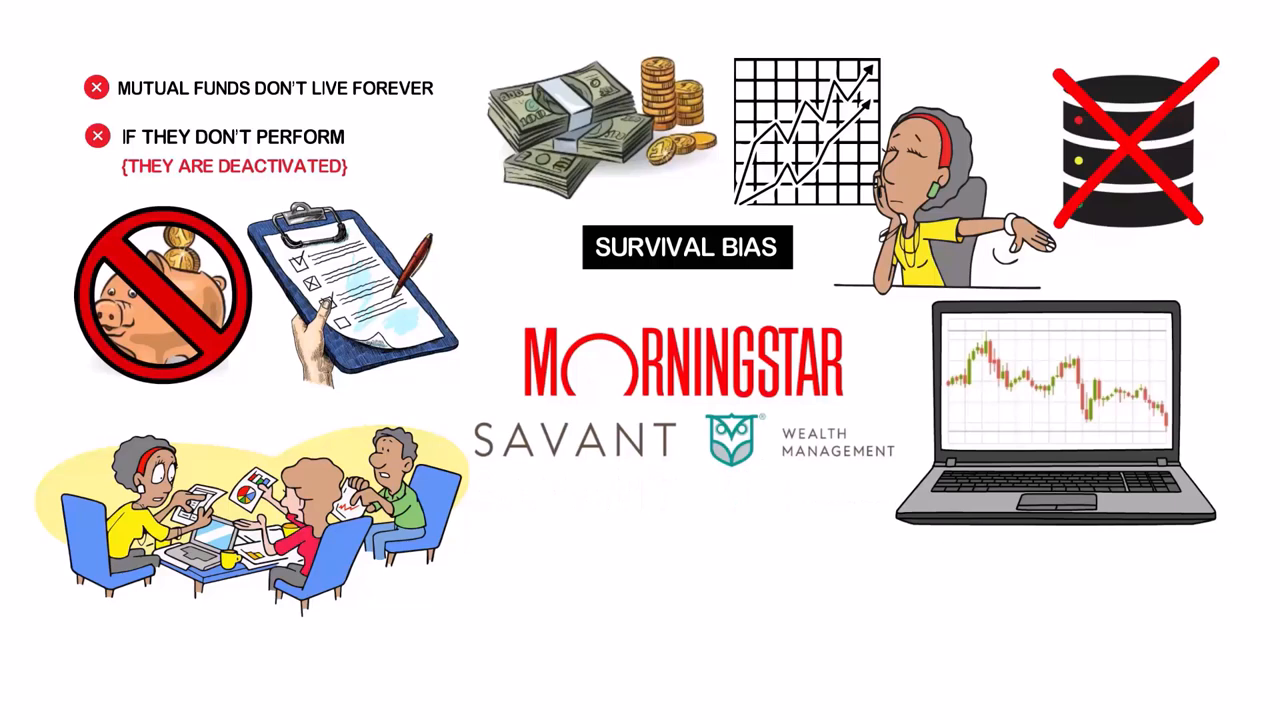 MUTUAL FUNDS DON'T LIVE FOREVER
IF THEY DON'T PERFORM
{THEY ARE DEACTIVATED}
SURVIVAL BIAS
MORNINGSTAR
SAVANT
®
WEALTH
MANAGEMENT